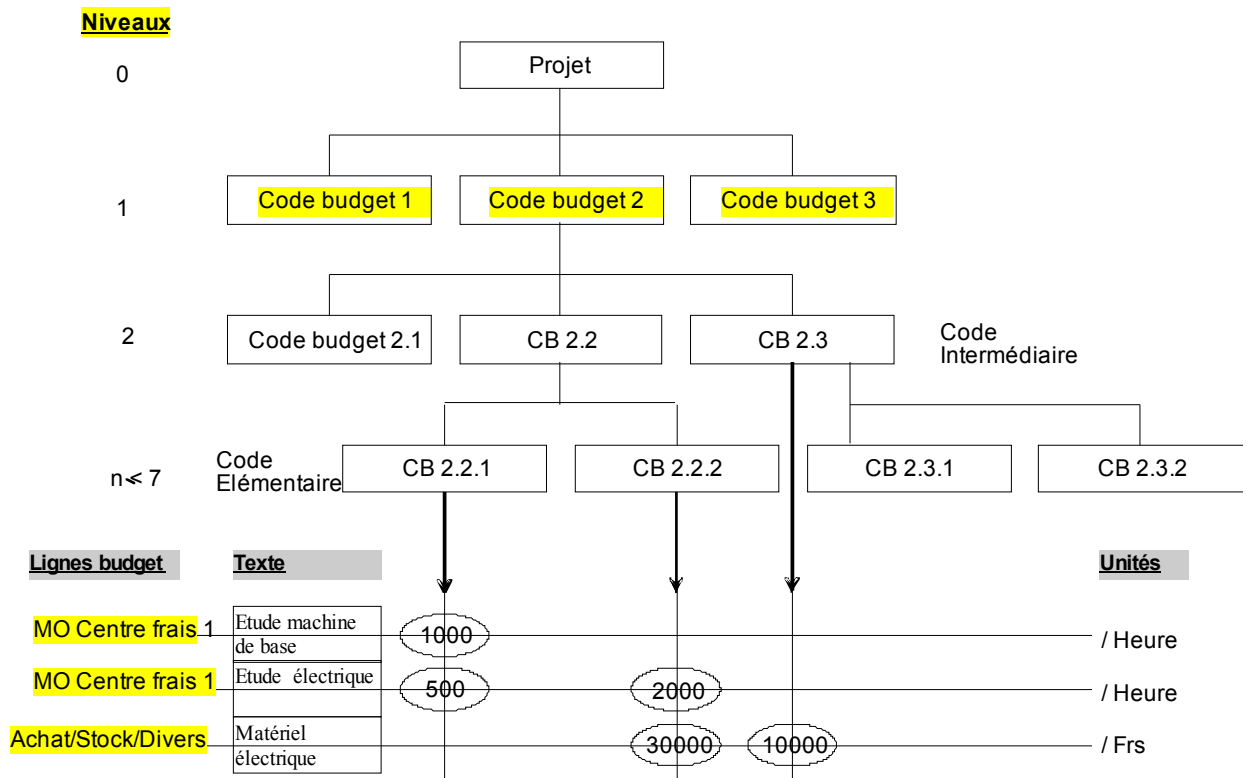 Niveaux
0
Projet
1
Code budget 1
Code budget 2
Code budget 3
2
Code budget 2.1
CB 2.2
CB 2.3
Code
Intermédiaire
n< 7
Code
Elémentaire
CB 2.2.1
CB 2.2.2
CB 2.3.1
CB 2.3.2
Lignes budget
Texte
Unités
MO Centre frais 1
Etude machine
de base
1000
/ Heure
MO Centre frais 1
Etude électrique
500
2000
/ Heure
Achat/Stock/Divers
Matériel
électrique
30000
10000
/ Frs